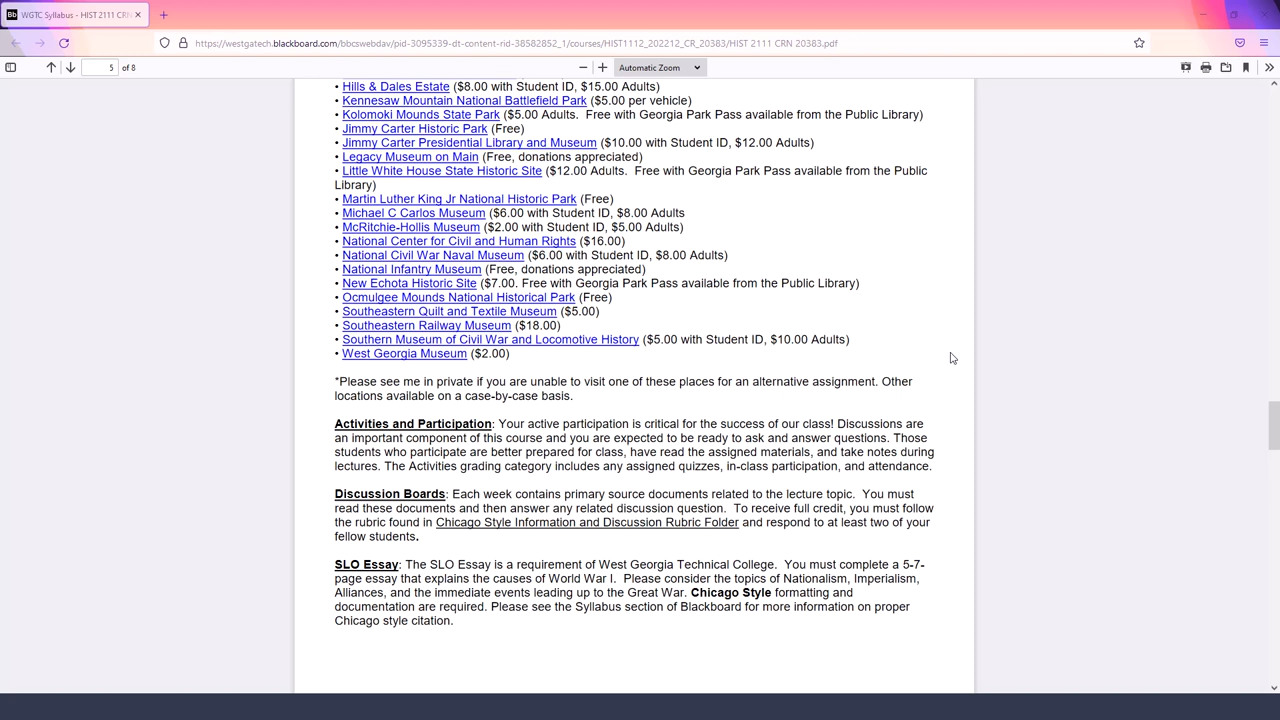 WGTC Syllabus - HIST 2111 CRN
https://westgatech.blackboard.com/bbcswebdav/pid-3095339-dt-content-rid-38582852_1/courses/HIST1112_202212_CR_20383/HIST 2111 CRN 20383.pdf
5 of 8 Automatic Zoom
• Hills & Dales Estate ($8.00 with Student ID, $15.00 Adults)
• Kennesaw Mountain National Battlefield Park ($5.00 per vehicle)
• Kolomoki Mounds State Park ($5.00 Adults.  Free with Georgia Park Pass available from the Public Library)
• Jimmy Carter Historic Park (Free)
• Jimmy Carter Presidential Library and Museum ($10.00 with Student ID, $12.00 Adults)
• Legacy Museum on Main (Free, donations appreciated)
• Little White House State Historic Site ($12.00 Adults.  Free with Georgia Park Pass available from the Public
Library)
• Martin Luther King Jr National Historic Park (Free)
• Michael C Carlos Museum ($6.00 with Student ID, $8.00 Adults
• McRitchie-Hollis Museum ($2.00 with Student ID, $5.00 Adults)
• National Center for Civil and Human Rights ($16.00)
• National Civil War Naval Museum ($6.00 with Student ID, $8.00 Adults)
• National Infantry Museum (Free, donations appreciated)
• New Echota Historic Site ($7.00. Free with Georgia Park Pass available from the Public Library)
• Ocmulgee Mounds National Historical Park (Free)
• Southeastern Quilt and Textile Museum ($5.00)
• Southeastern Railway Museum ($18.00)
• Southern Museum of Civil War and Locomotive History ($5.00 with Student ID, $10.00 Adults)
• West Georgia Museum ($2.00)
*Please see me in private if you are unable to visit one of these places for an alternative assignment. Other
locations available on a case-by-case basis.
Activities and Participation: Your active participation is critical for the success of our class! Discussions are
an important component of this course and you are expected to be ready to ask and answer questions. Those
students who participate are better prepared for class, have read the assigned materials, and take notes during
lectures. The Activities grading category includes any assigned quizzes, in-class participation, and attendance.
Discussion Boards: Each week contains primary source documents related to the lecture topic.  You must
read these documents and then answer any related discussion question.  To receive full credit, you must follow
the rubric found in Chicago Style Information and Discussion Rubric Folder and respond to at least two of your
fellow students.
SLO Essay: The SLO Essay is a requirement of West Georgia Technical College.  You must complete a 5-7-
page essay that explains the causes of World War I.  Please consider the topics of Nationalism, Imperialism,
Alliances, and the immediate events leading up to the Great War. Chicago Style formatting and
documentation are required. Please see the Syllabus section of Blackboard for more information on proper
Chicago style citation.